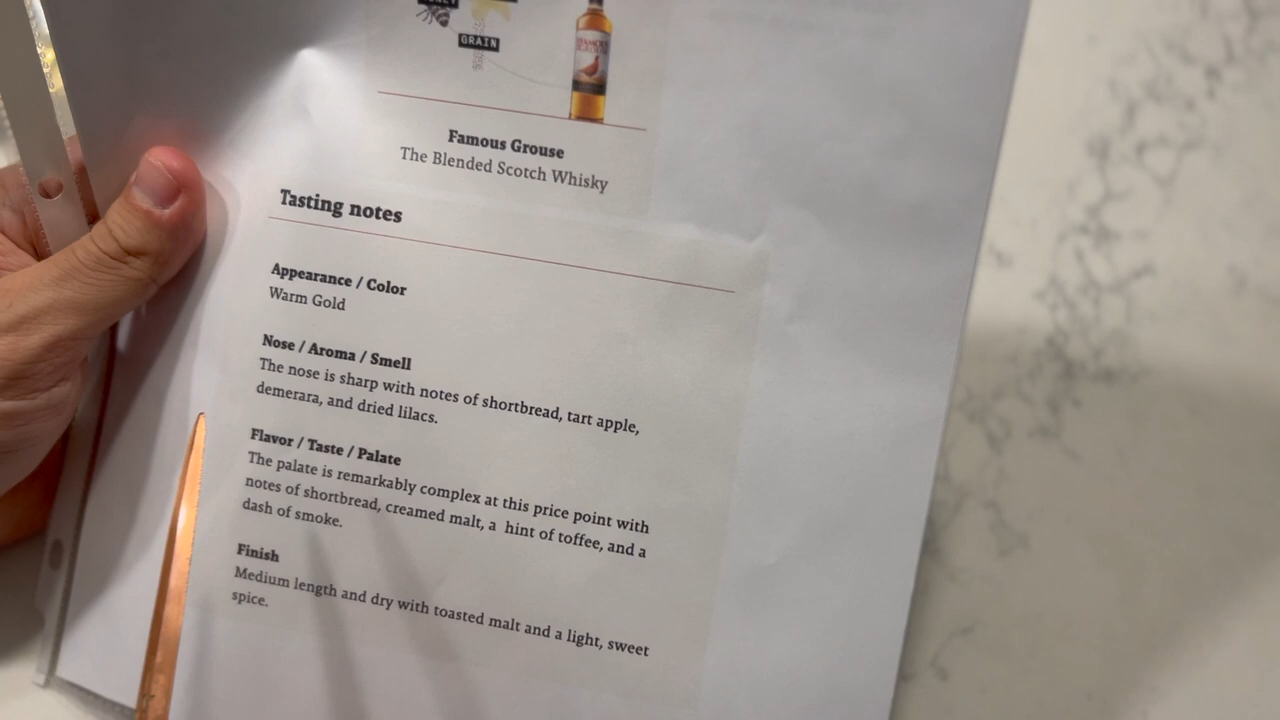 GRAIN
FAMOUS
GROUSE
Famous Grouse
The Blended Scotch Whisky
Tasting notes
Appearance / Color
Warm Gold
Nose / Aroma / Smell
The nose is sharp with notes of shortbread, tart apple,
demerara, and dried lilacs.
Flavor / Taste / Palate
The palate is remarkably complex at this price point with
notes of shortbread, creamed malt, a hint of toffee, and a
dash of smoke.
Finish
Medium length and dry with toasted malt and a light, sweet
spice.